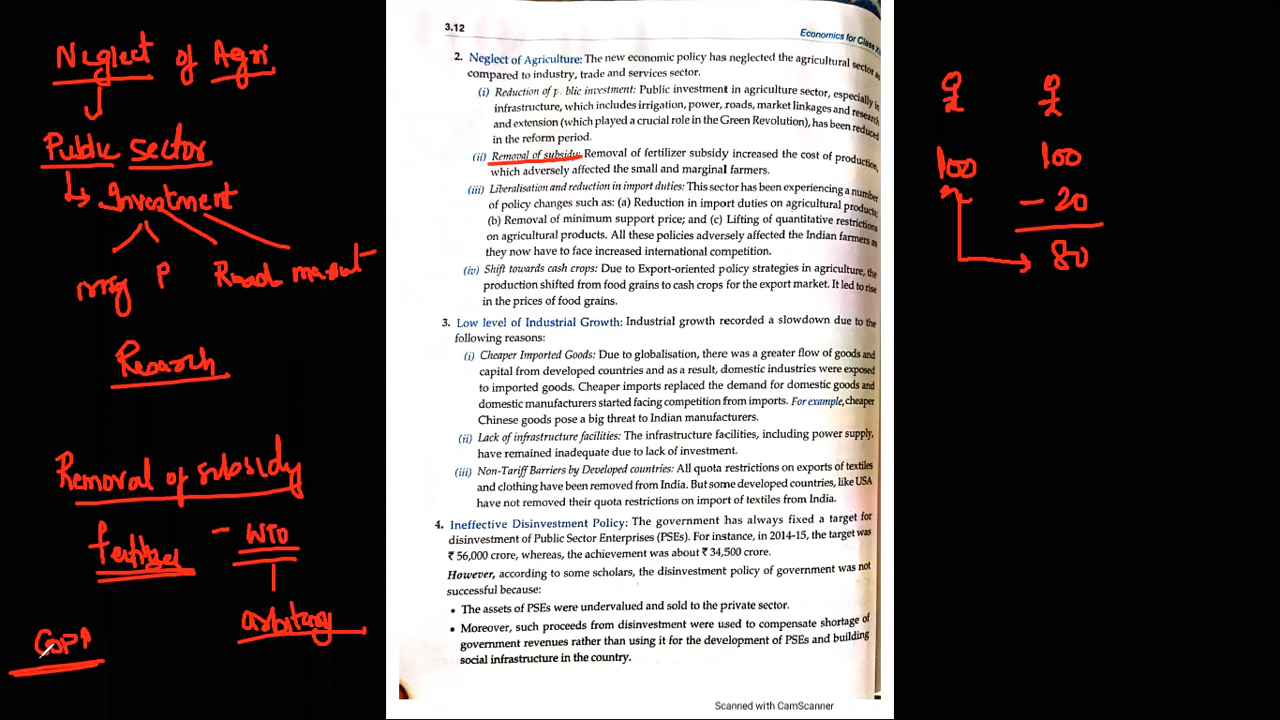 Neglect of Agri
Public sector
Investment
P Road market
Research
Removal of subsidy
fertilizer - WTO
arbitary
3.12
Economics for Class XI
2. Neglect of Agriculture: The new economic policy has neglected the agricultural sector as
compared to industry, trade and services sector.
(i) Reduction of p. blic investment: Public investment in agriculture sector, especially in
infrastructure, which includes irrigation, power, roads, market linkages and research
and extension (which played a crucial role in the Green Revolution), has been reduced
in the reform period.
(ii) Removal of subsidy: Removal of fertilizer subsidy increased the cost of production,
which adversely affected the small and marginal farmers.
(iii) Liberalisation and reduction in import duties: This sector has been experiencing a number
of policy changes such as: (a) Reduction in import duties on agricultural products;
(b) Removal of minimum support price; and (c) Lifting of quantitative restrictions
on agricultural products. All these policies adversely affected the Indian farmers as
they now have to face increased international competition.
(iv) Shift towards cash crops: Due to Export-oriented policy strategies in agriculture, the
production shifted from food grains to cash crops for the export market. It led to rise
in the prices of food grains.
3. Low level of Industrial Growth: Industrial growth recorded a slowdown due to the
following reasons:
(i) Cheaper Imported Goods: Due to globalisation, there was a greater flow of goods and
capital from developed countries and as a result, domestic industries were exposed
to imported goods. Cheaper imports replaced the demand for domestic goods and
domestic manufacturers started facing competition from imports. For example, cheaper
Chinese goods pose a big threat to Indian manufacturers.
(ii) Lack of infrastructure facilities: The infrastructure facilities, including power supply,
have remained inadequate due to lack of investment.
(iii) Non-Tariff Barriers by Developed countries: All quota restrictions on exports of textiles
and clothing have been removed from India. But some developed countries, like USA
have not removed their quota restrictions on import of textiles from India.
4. Ineffective Disinvestment Policy: The government has always fixed a target for
disinvestment of Public Sector Enterprises (PSEs). For instance, in 2014-15, the target was
₹ 56,000 crore, whereas, the achievement was about ₹ 34,500 crore.
However, according to some scholars, the disinvestment policy of government was not
successful because:
• The assets of PSEs were undervalued and sold to the private sector.
• Moreover, such proceeds from disinvestment were used to compensate shortage of
government revenues rather than using it for the development of PSEs and building
social infrastructure in the country.
Scanned with CamScanner
100 100
- 20
80